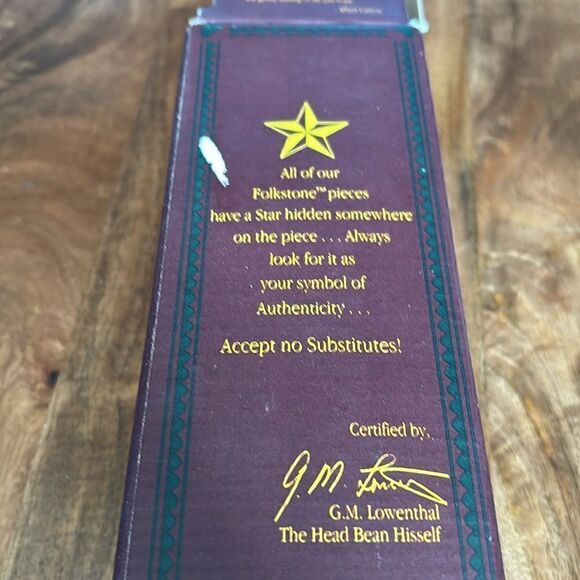 All of our
Folkstone™ pieces
have a Star hidden somewhere
on the piece . . . Always
look for it as
your symbol of
Authenticity . . .
Accept no Substitutes!
Certified by,
G.M. Lowenthal
The Head Bean Hisself